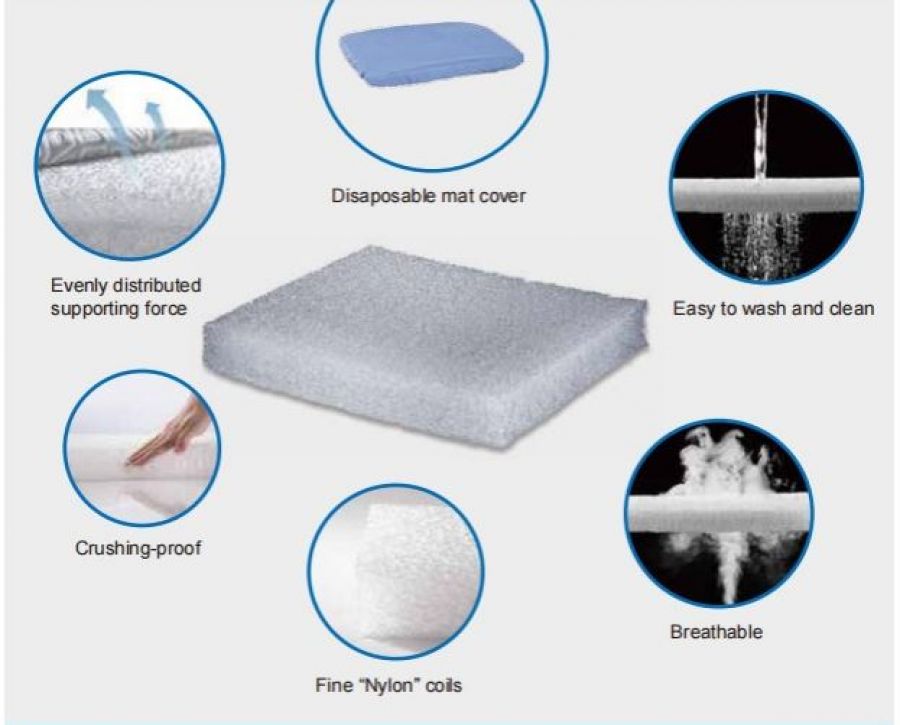 Disaposable mat cover
Evenly distributed
supporting force
Easy to wash and clean
Crushing-proof
Breathable
Fine “Nylon” coils